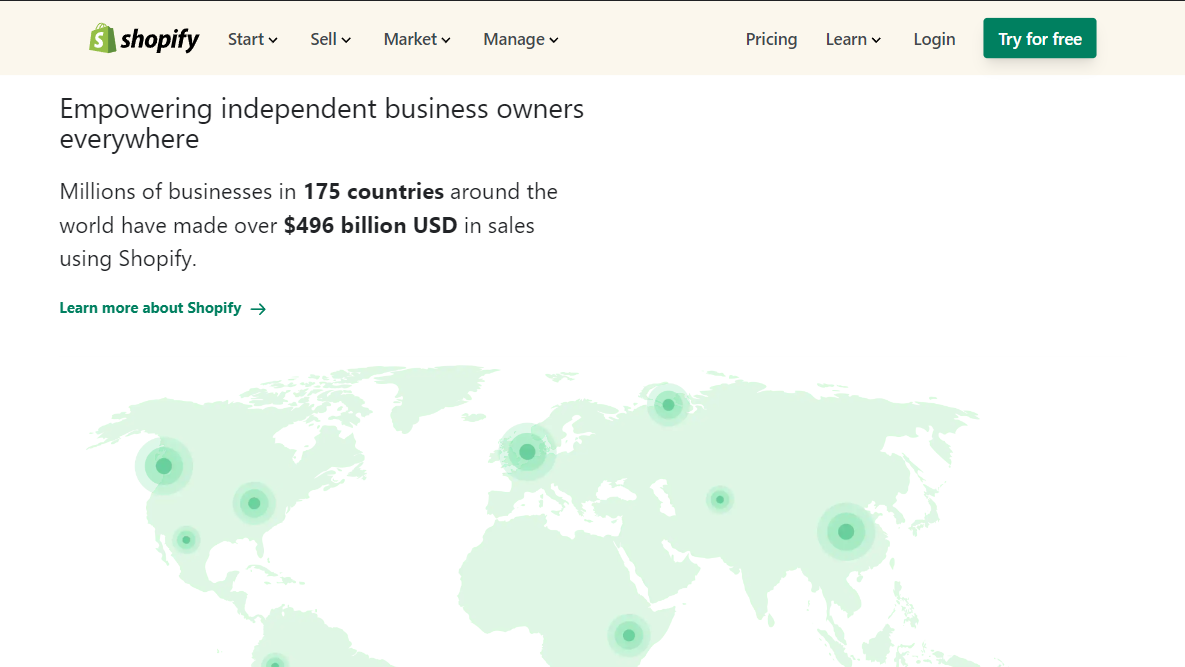 shopify Start Sell Market Manage Pricing Learn Login Try for free
Empowering independent business owners
everywhere
Millions of businesses in 175 countries around the
world have made over $496 billion USD in sales
using Shopify.
Learn more about Shopify →